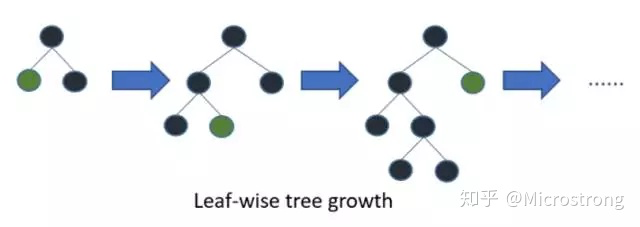 ......
Leaf-wise tree growth
知乎 @Microstrong